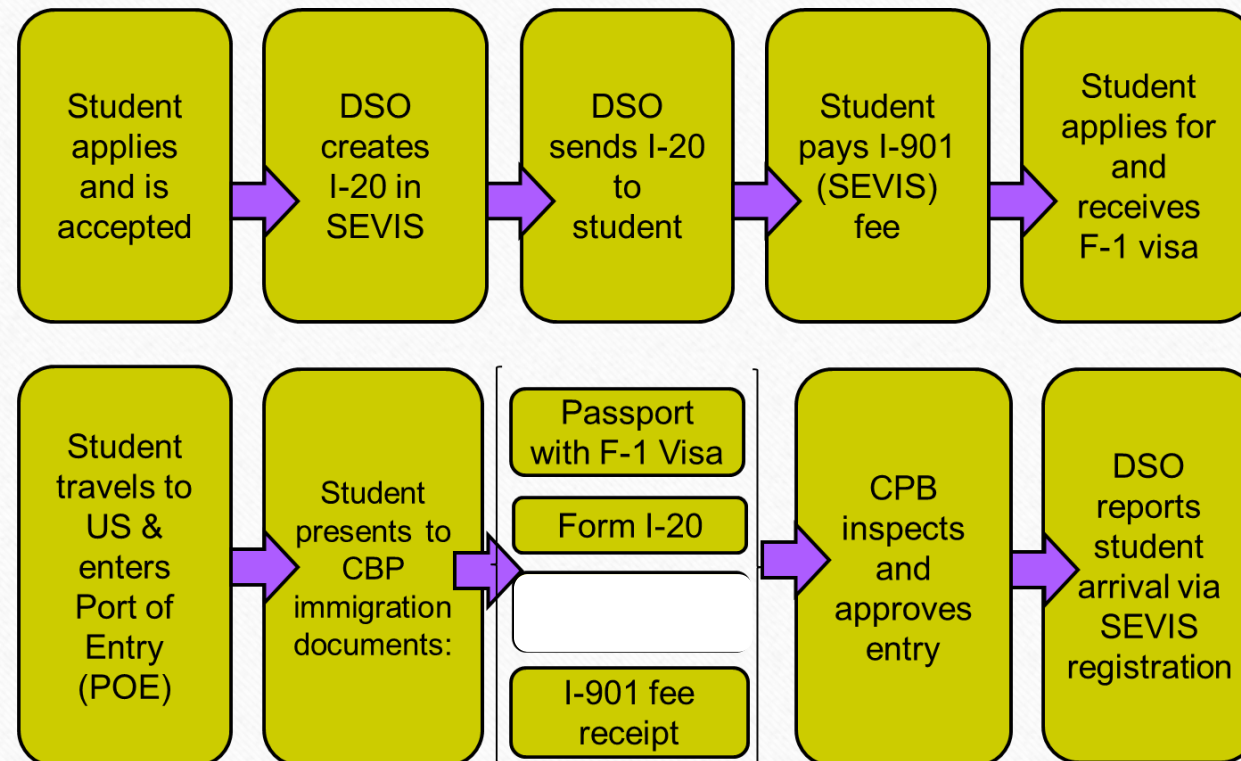 Student
applies
and is
accepted
DSO
creates
I-20 in
SEVIS
DSO
sends I-20
to
student
Student
pays I-901
(SEVIS)
fee
Student
applies for
and
receives
F-1 visa
Student
travels to
US &
enters
Port of
Entry
(POE)
Student
presents to
CBP
immigration
documents:
Passport
with F-1 Visa
Form I-20
I-901 fee
receipt
CPB
inspects
and
approves
entry
DSO
reports
student
arrival via
SEVIS
registration